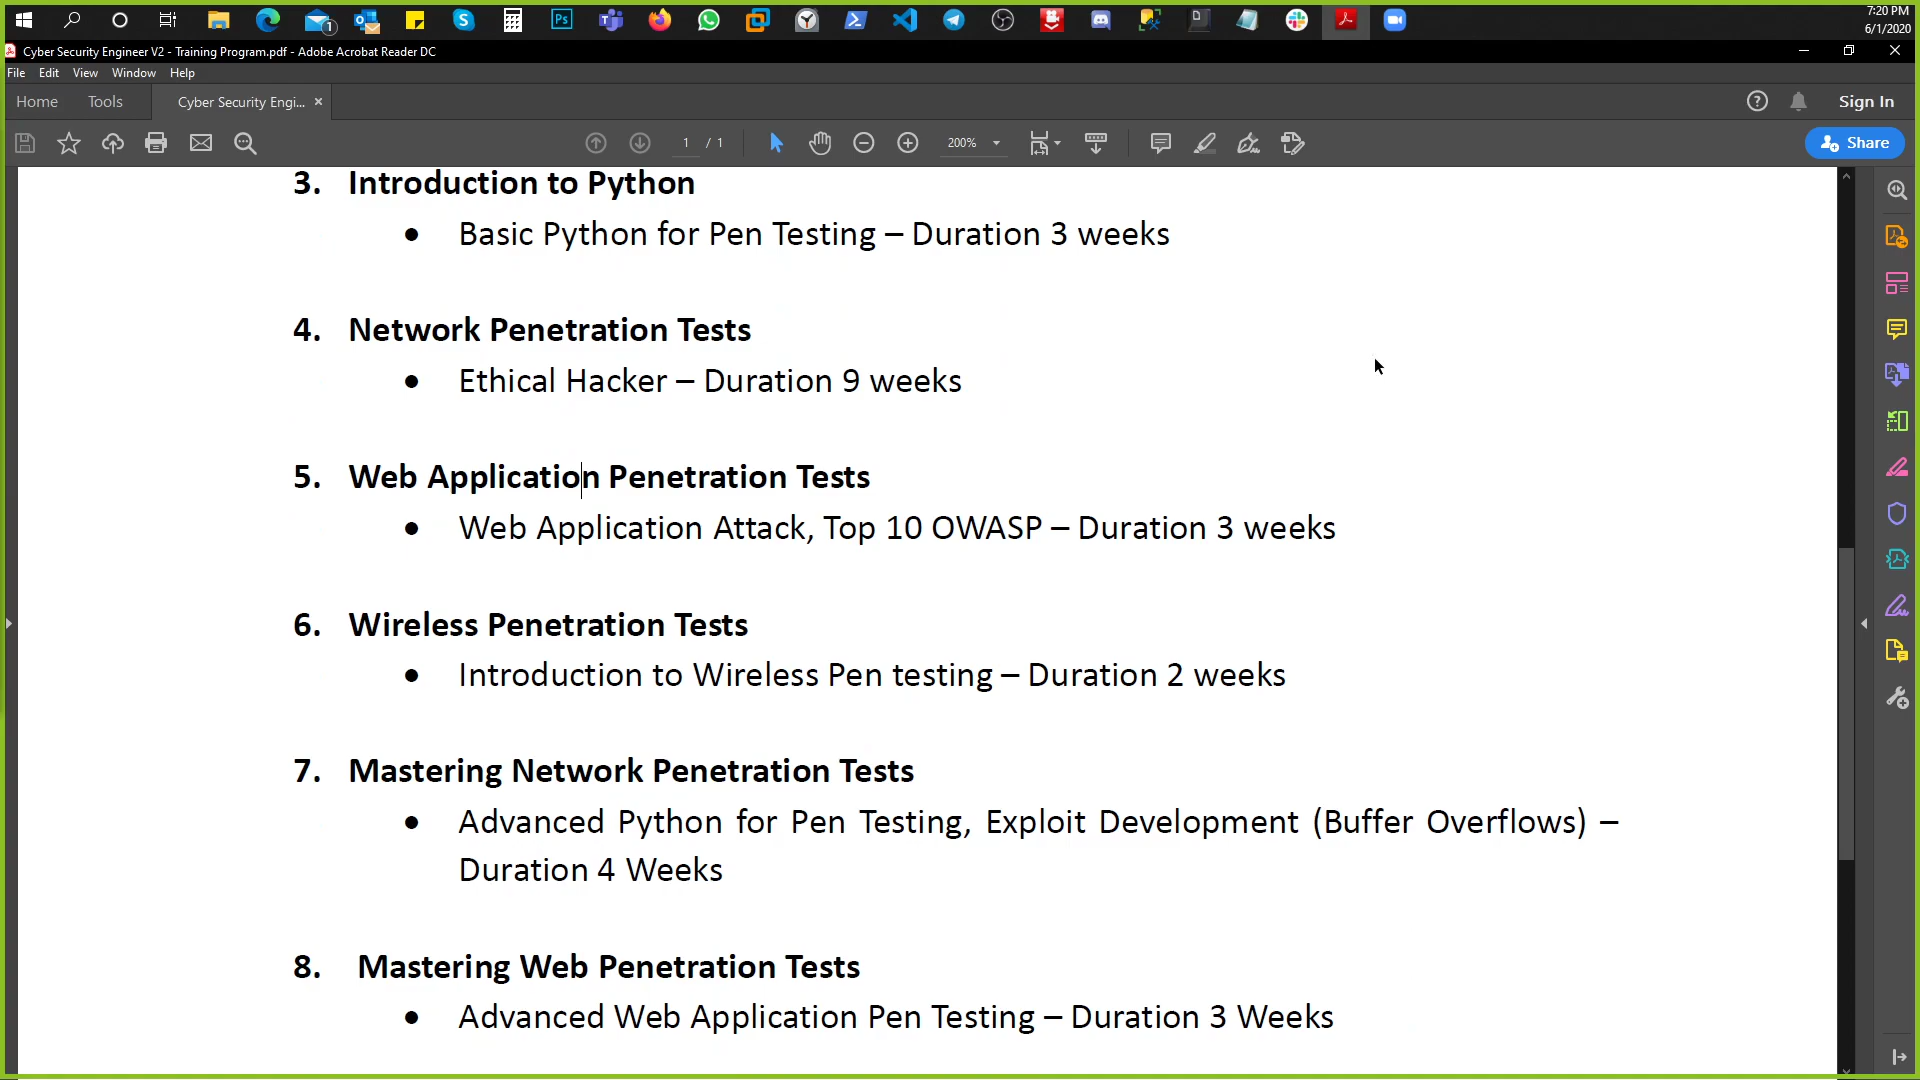 7:20 PM
6/1/2020
Cyber Security Engineer V2 - Training Program.pdf - Adobe Acrobat Reader DC
File Edit View Window Help
Home Tools Cyber Security Engi... × Sign In
1 / 1 200% Share
3. Introduction to Python
• Basic Python for Pen Testing – Duration 3 weeks
4. Network Penetration Tests
• Ethical Hacker – Duration 9 weeks
5. Web Application Penetration Tests
• Web Application Attack, Top 10 OWASP – Duration 3 weeks
6. Wireless Penetration Tests
• Introduction to Wireless Pen testing – Duration 2 weeks
7. Mastering Network Penetration Tests
• Advanced Python for Pen Testing, Exploit Development (Buffer Overflows) –
Duration 4 Weeks
8. Mastering Web Penetration Tests
• Advanced Web Application Pen Testing – Duration 3 Weeks